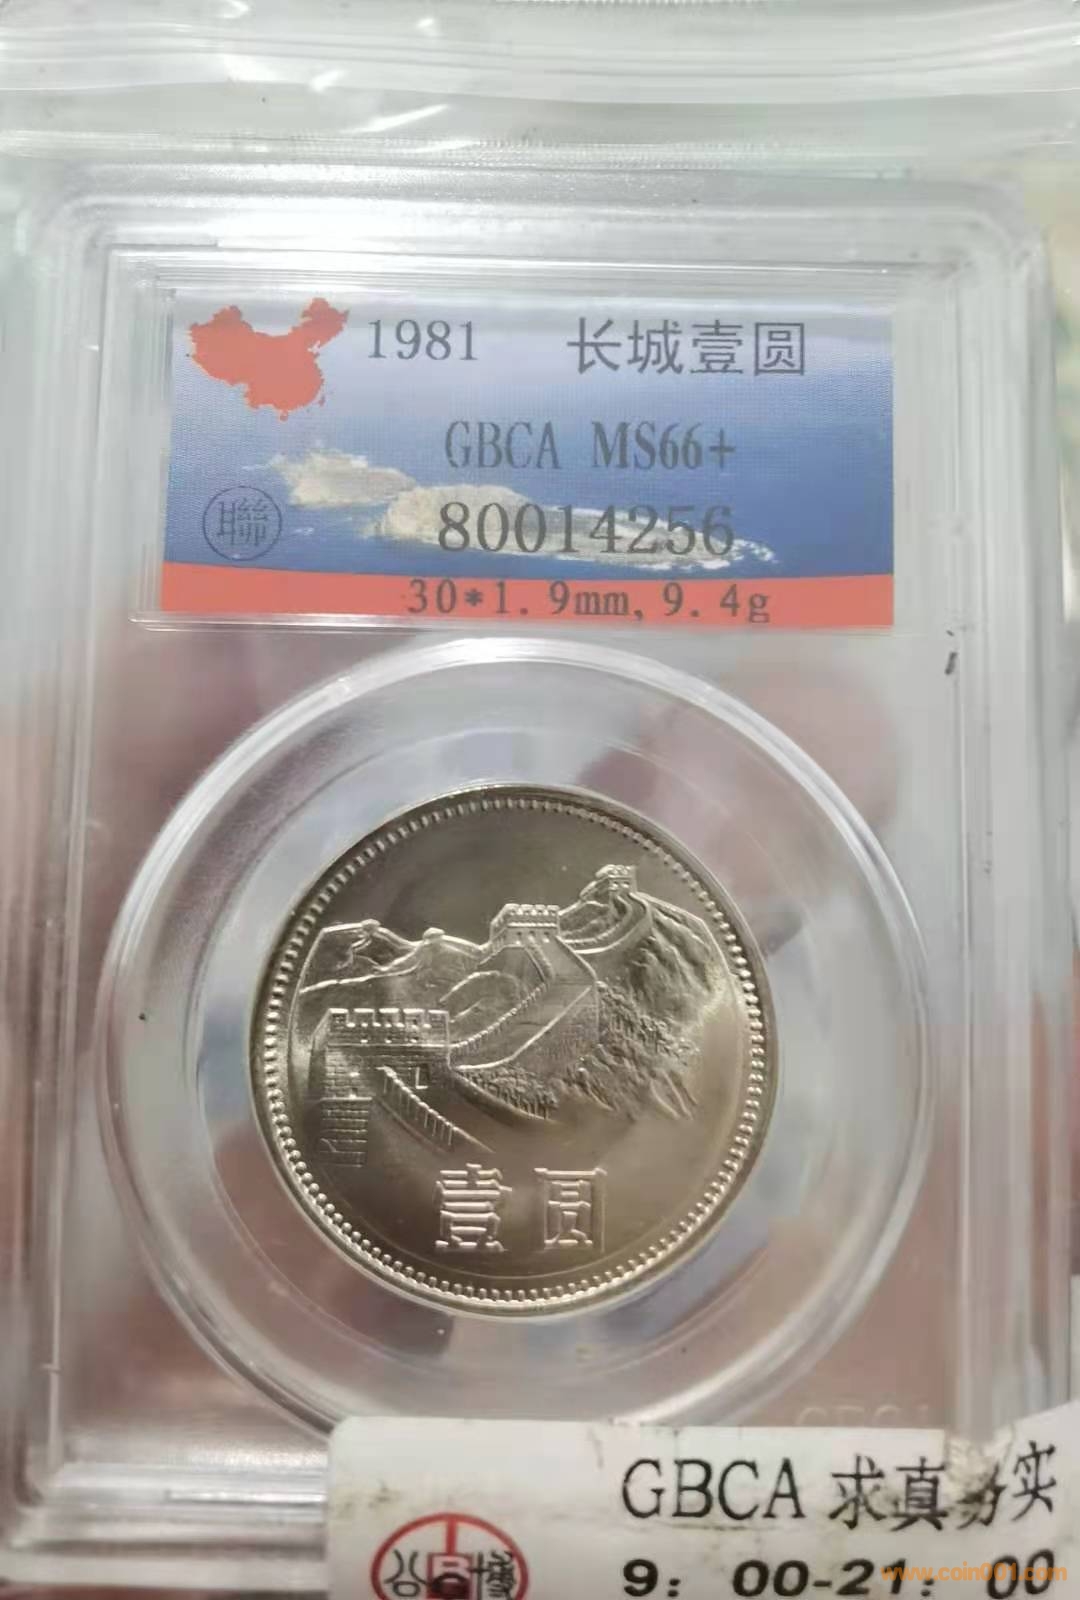 1981 长城壹圆
GBCA MS66+
聯 80014256
30*1.9mm, 9.4g
壹圆
GBCA 求真务实
9：00-21：00
www.coin001.com